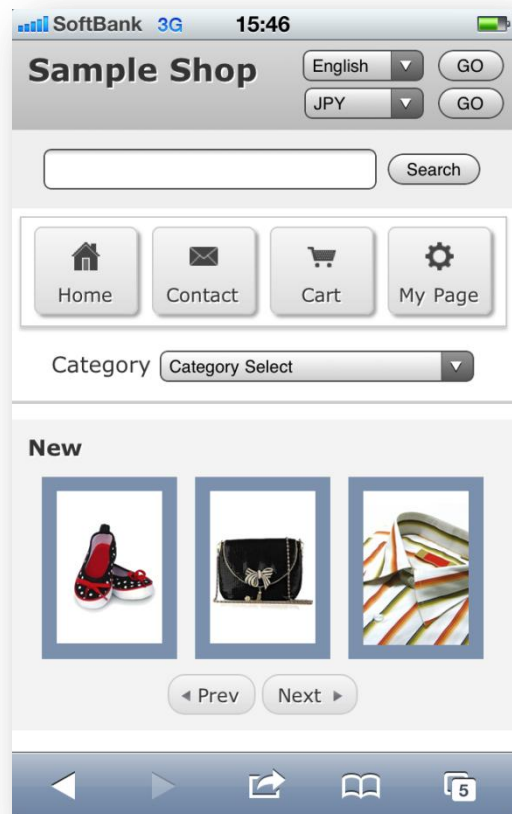 SoftBank 3G 15:46
Sample Shop
English GO
JPY GO
Search
Home Contact Cart My Page
Category Category Select
New
Prev Next
5